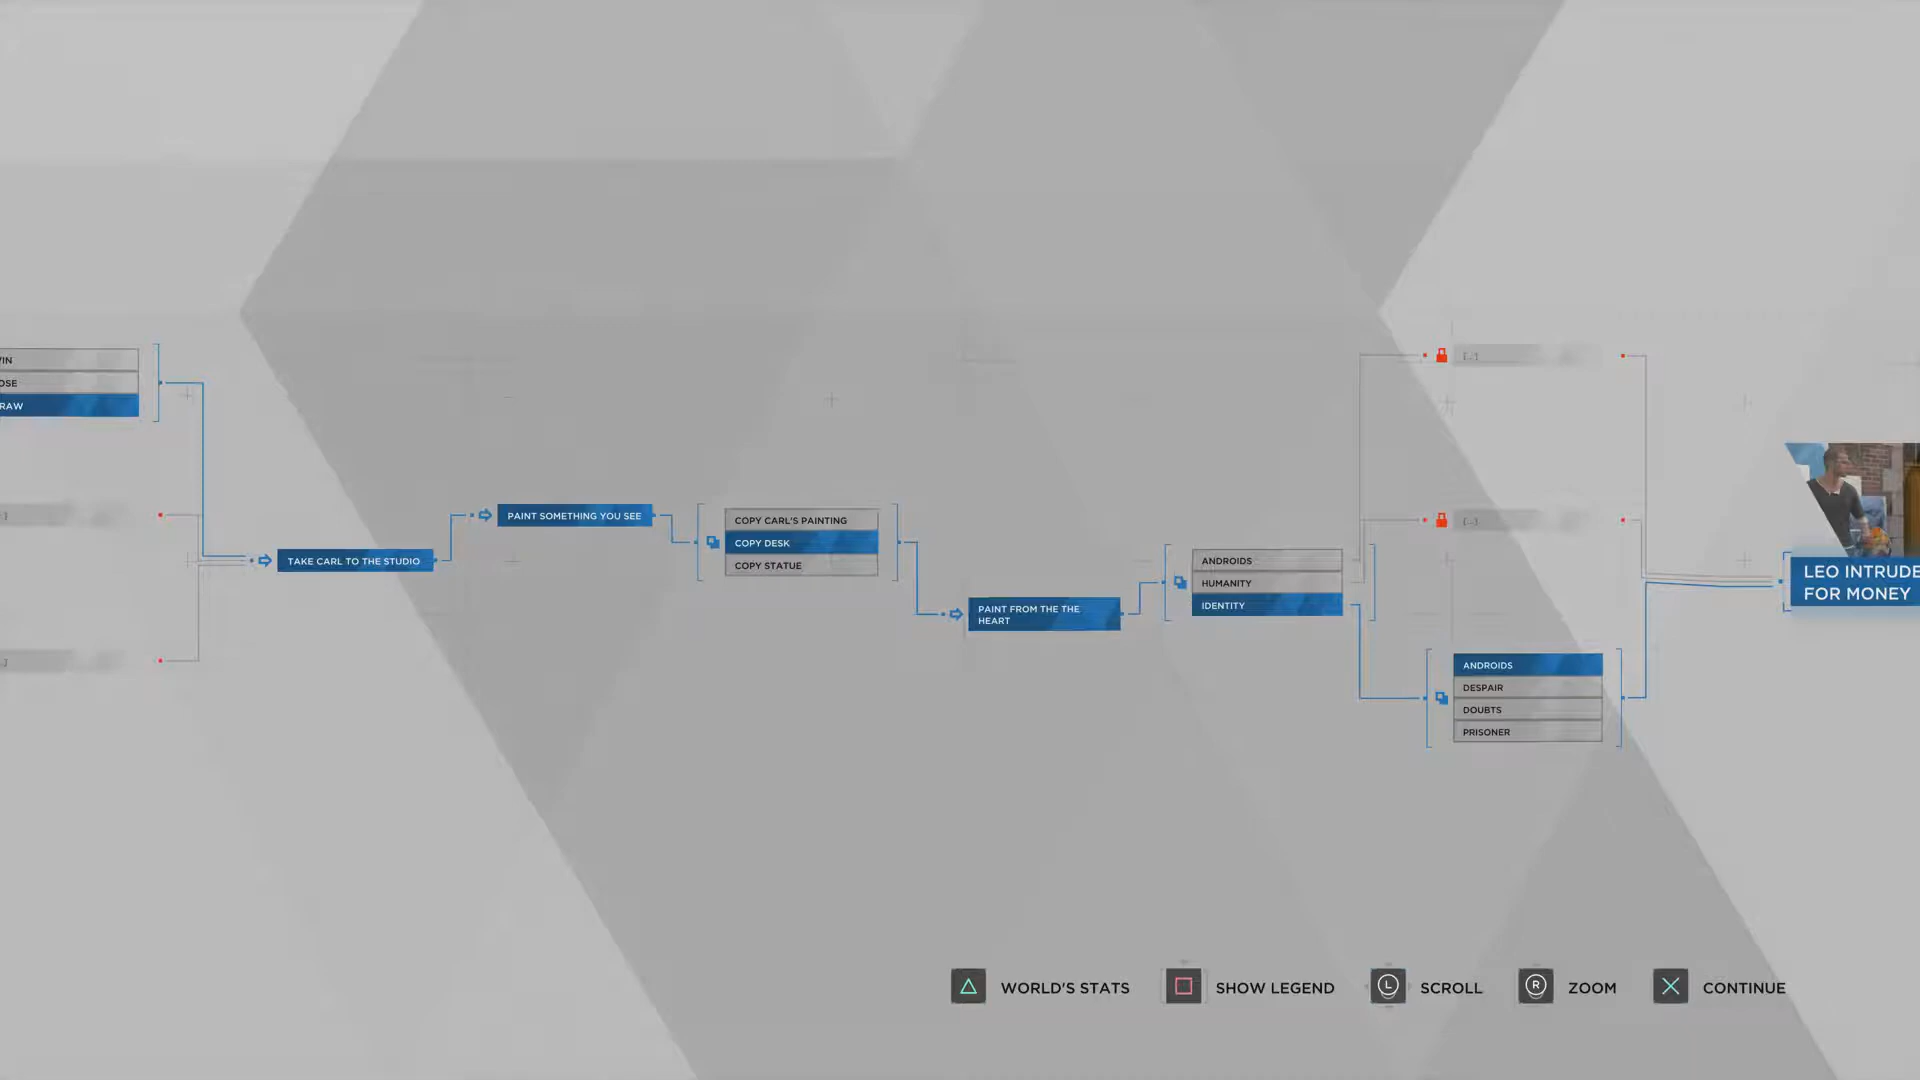 RAW
TAKE CARL TO THE STUDIO
PAINT SOMETHING YOU SEE
COPY CARL'S PAINTING
COPY DESK
COPY STATUE
PAINT FROM THE THE
HEART
ANDROIDS
HUMANITY
IDENTITY
ANDROIDS
DESPAIR
DOUBTS
PRISONER
LEO INTRUDE
FOR MONEY
WORLD'S STATS
SHOW LEGEND
L
SCROLL
R
ZOOM
CONTINUE